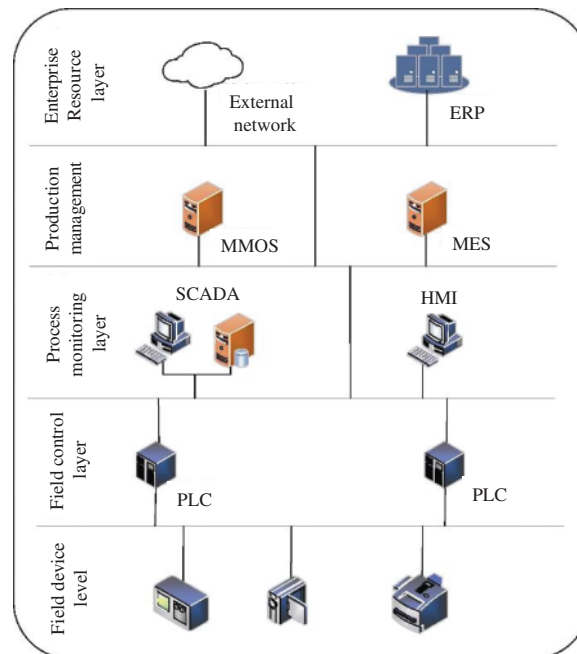 Enterprise
Resource
layer
External
network
ERP
Production
management
MMOS
MES
Process
monitoring
layer
SCADA
HMI
Field control
layer
PLC
PLC
Field device
level